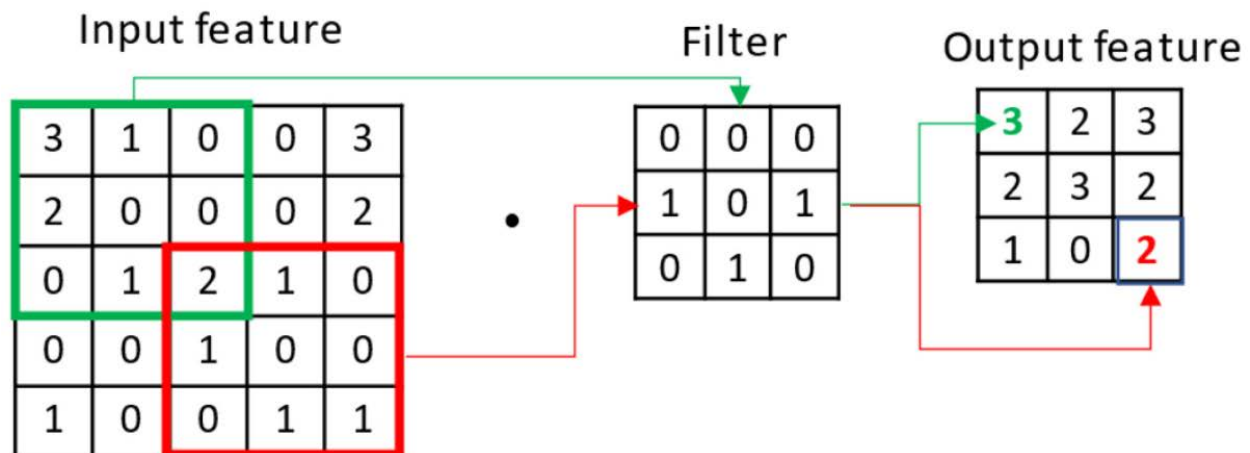 Input feature
Filter
Output feature
3 1 0 0 3
2 0 0 0 2
0 1 2 1 0
0 0 1 0 0
1 0 0 1 1
0 0 0
1 0 1
0 1 0
3 2 3
2 3 2
1 0 2